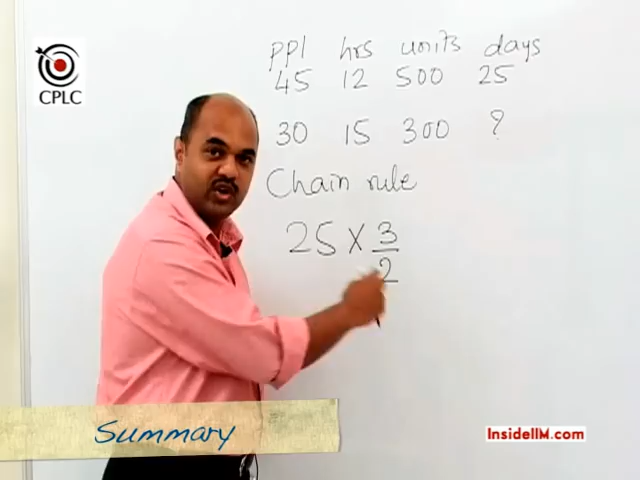 ppl hrs units days
45 12 500 25
30 15 300 ?
Chain rule
25 X 3/2
CPLC
Summary
InsideIIM.com